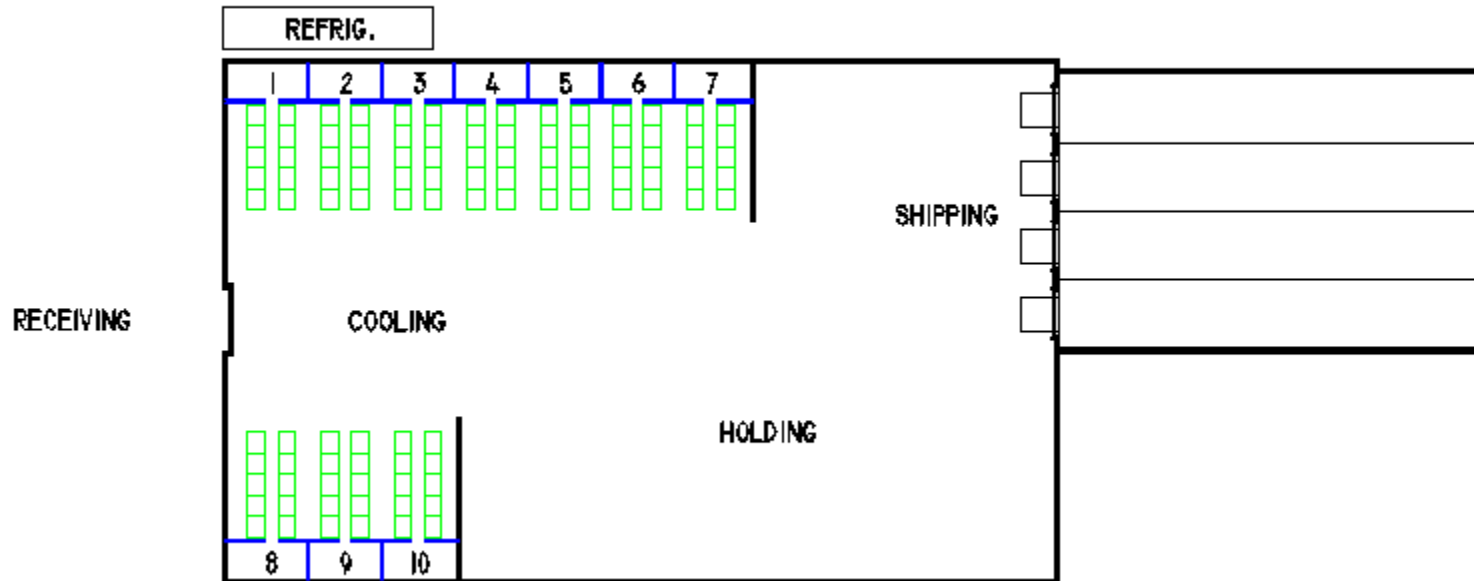 REFRIG.
1 2 3 4 5 6 7
SHIPPING
RECEIVING
COOLING
HOLDING
8 9 10